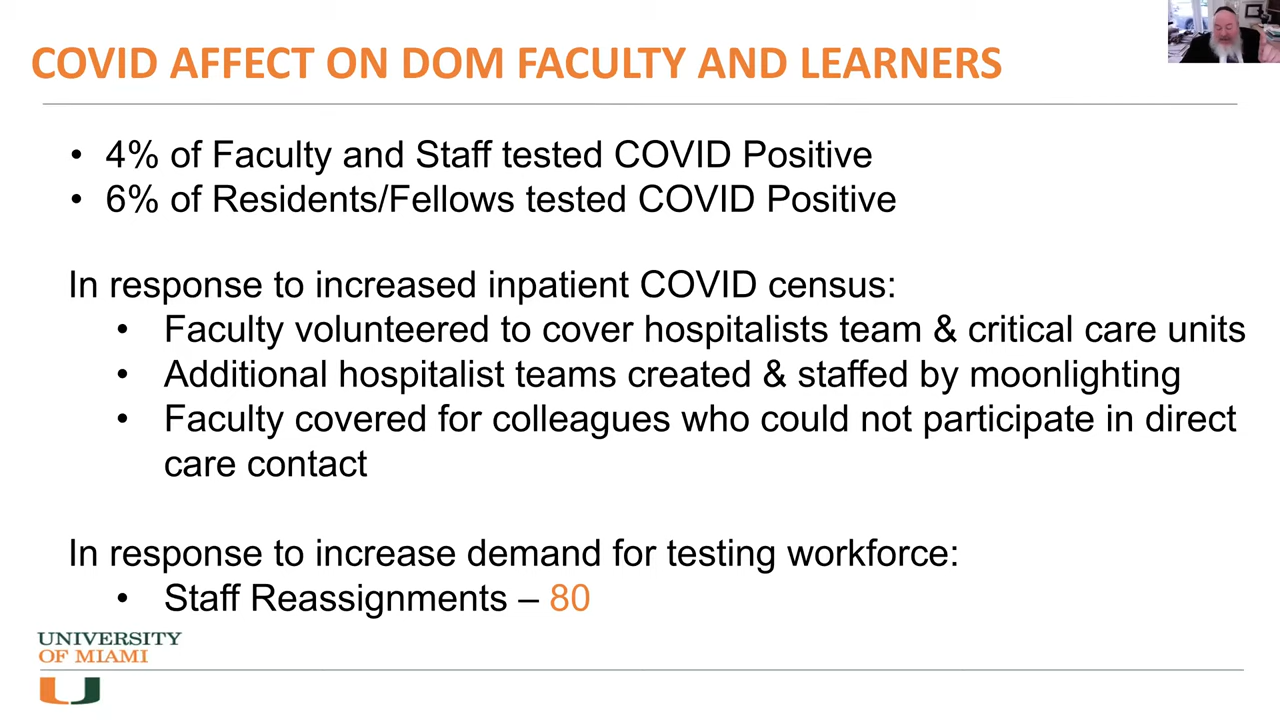 COVID AFFECT ON DOM FACULTY AND LEARNERS
• 4% of Faculty and Staff tested COVID Positive
• 6% of Residents/Fellows tested COVID Positive
In response to increased inpatient COVID census:
• Faculty volunteered to cover hospitalists team & critical care units
• Additional hospitalist teams created & staffed by moonlighting
• Faculty covered for colleagues who could not participate in direct
care contact
In response to increase demand for testing workforce:
• Staff Reassignments – 80
UNIVERSITY
OF MIAMI
U